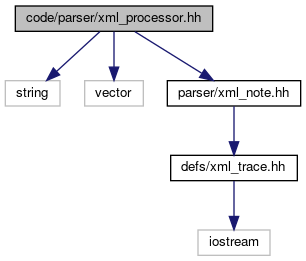 code/parser/xml_processor.hh
string
vector
parser/xml_note.hh
defs/xml_trace.hh
iostream